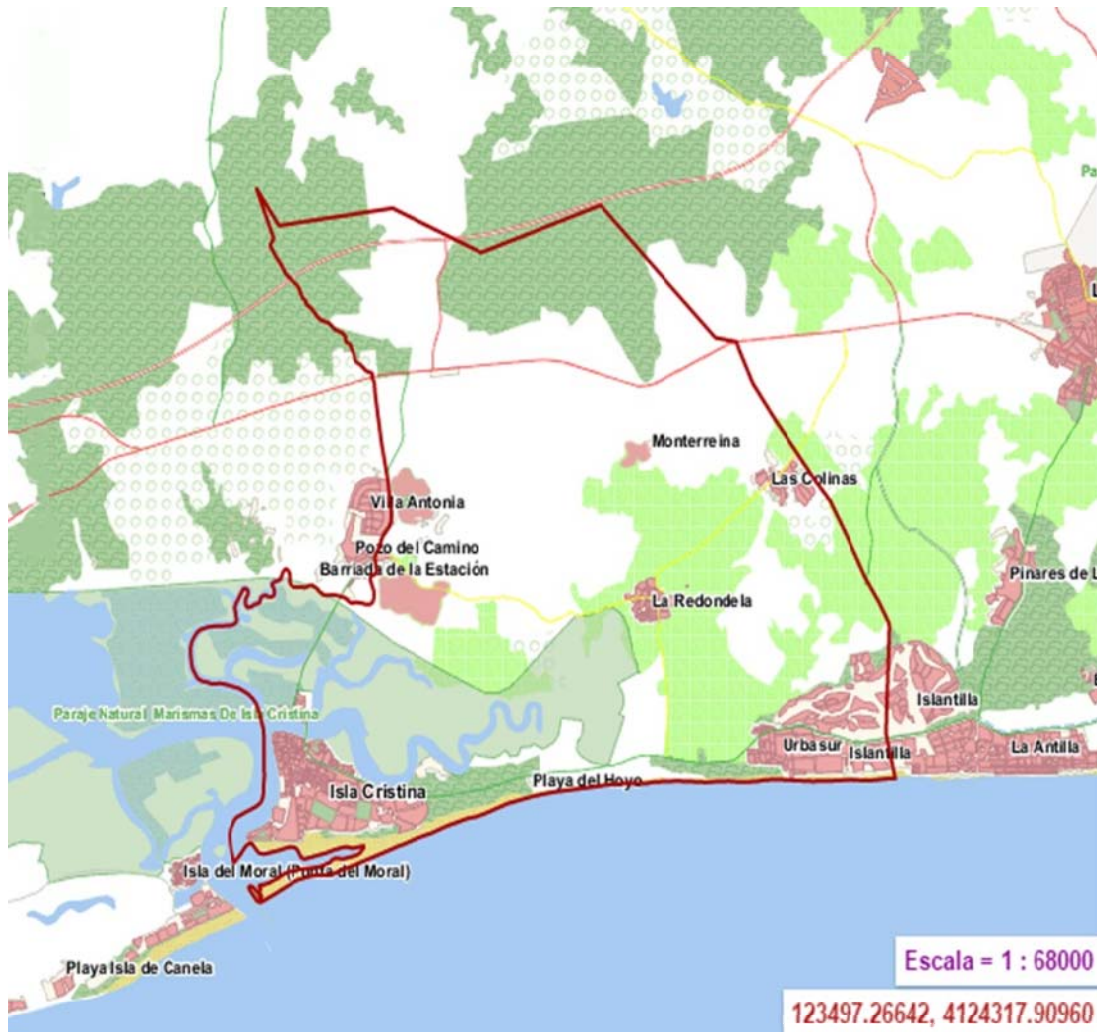 Pa
L
Monterreina
Las Colinas
Villa Antonia
Pozo del Camino
Barriada de la Estación
Pinares de L
La Redondela
Islantilla
Paraje Natural Marismas De Isla Cristina
Urbasur
Islantilla
La Antilla
Playa del Hoyo
Isla Cristina
Isla del Moral (Punta del Moral)
Playa Isla de Canela
Escala = 1 : 68000
123497.26642, 4124317.90960